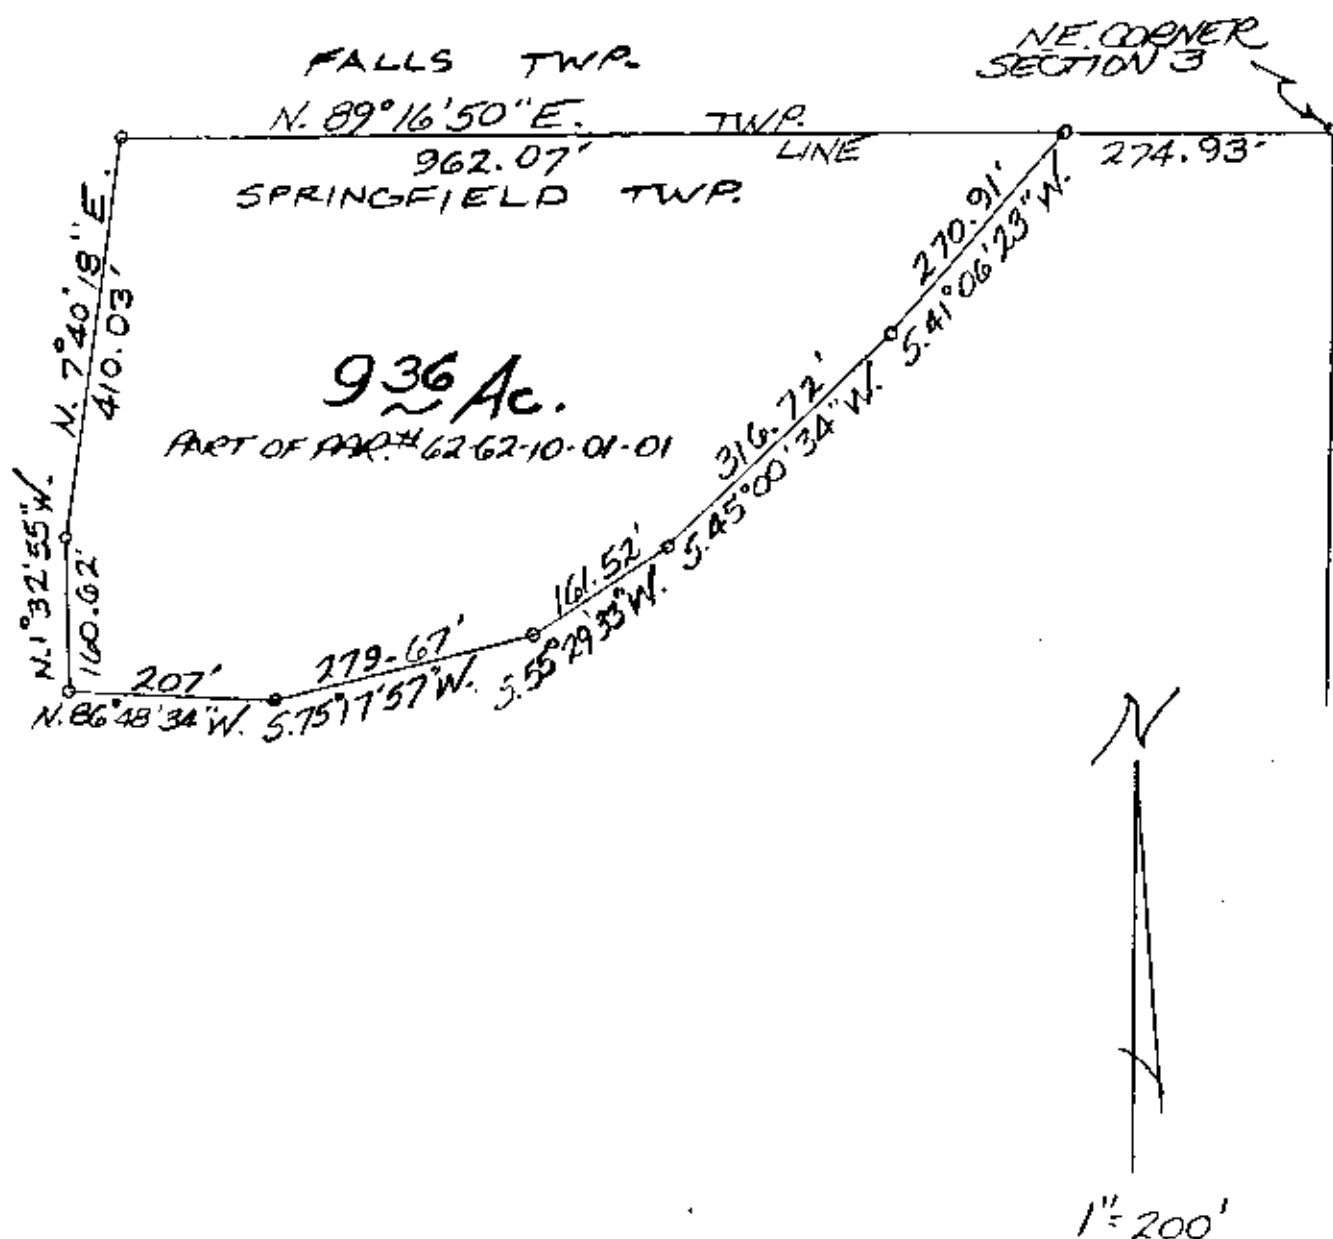 FALLS TWP.
N.E. CORNER
SECTION 3
N. 89°16'50"E.
TWP.
LINE
962.07'
274.93'
SPRINGFIELD TWP.
N. 7°40'18"E.
410.03'
270.91'
S.41°06'23"W.
9 36 Ac.
PART OF PAR.# 62-62-10-01-01
316.72'
S.45°00'34"W.
N.1°32'55"W.
160.62'
161.52'
S.55°29'33"W.
279.67'
S.75°17'57"W.
207'
N.86°48'34"W.
N
1"=200'